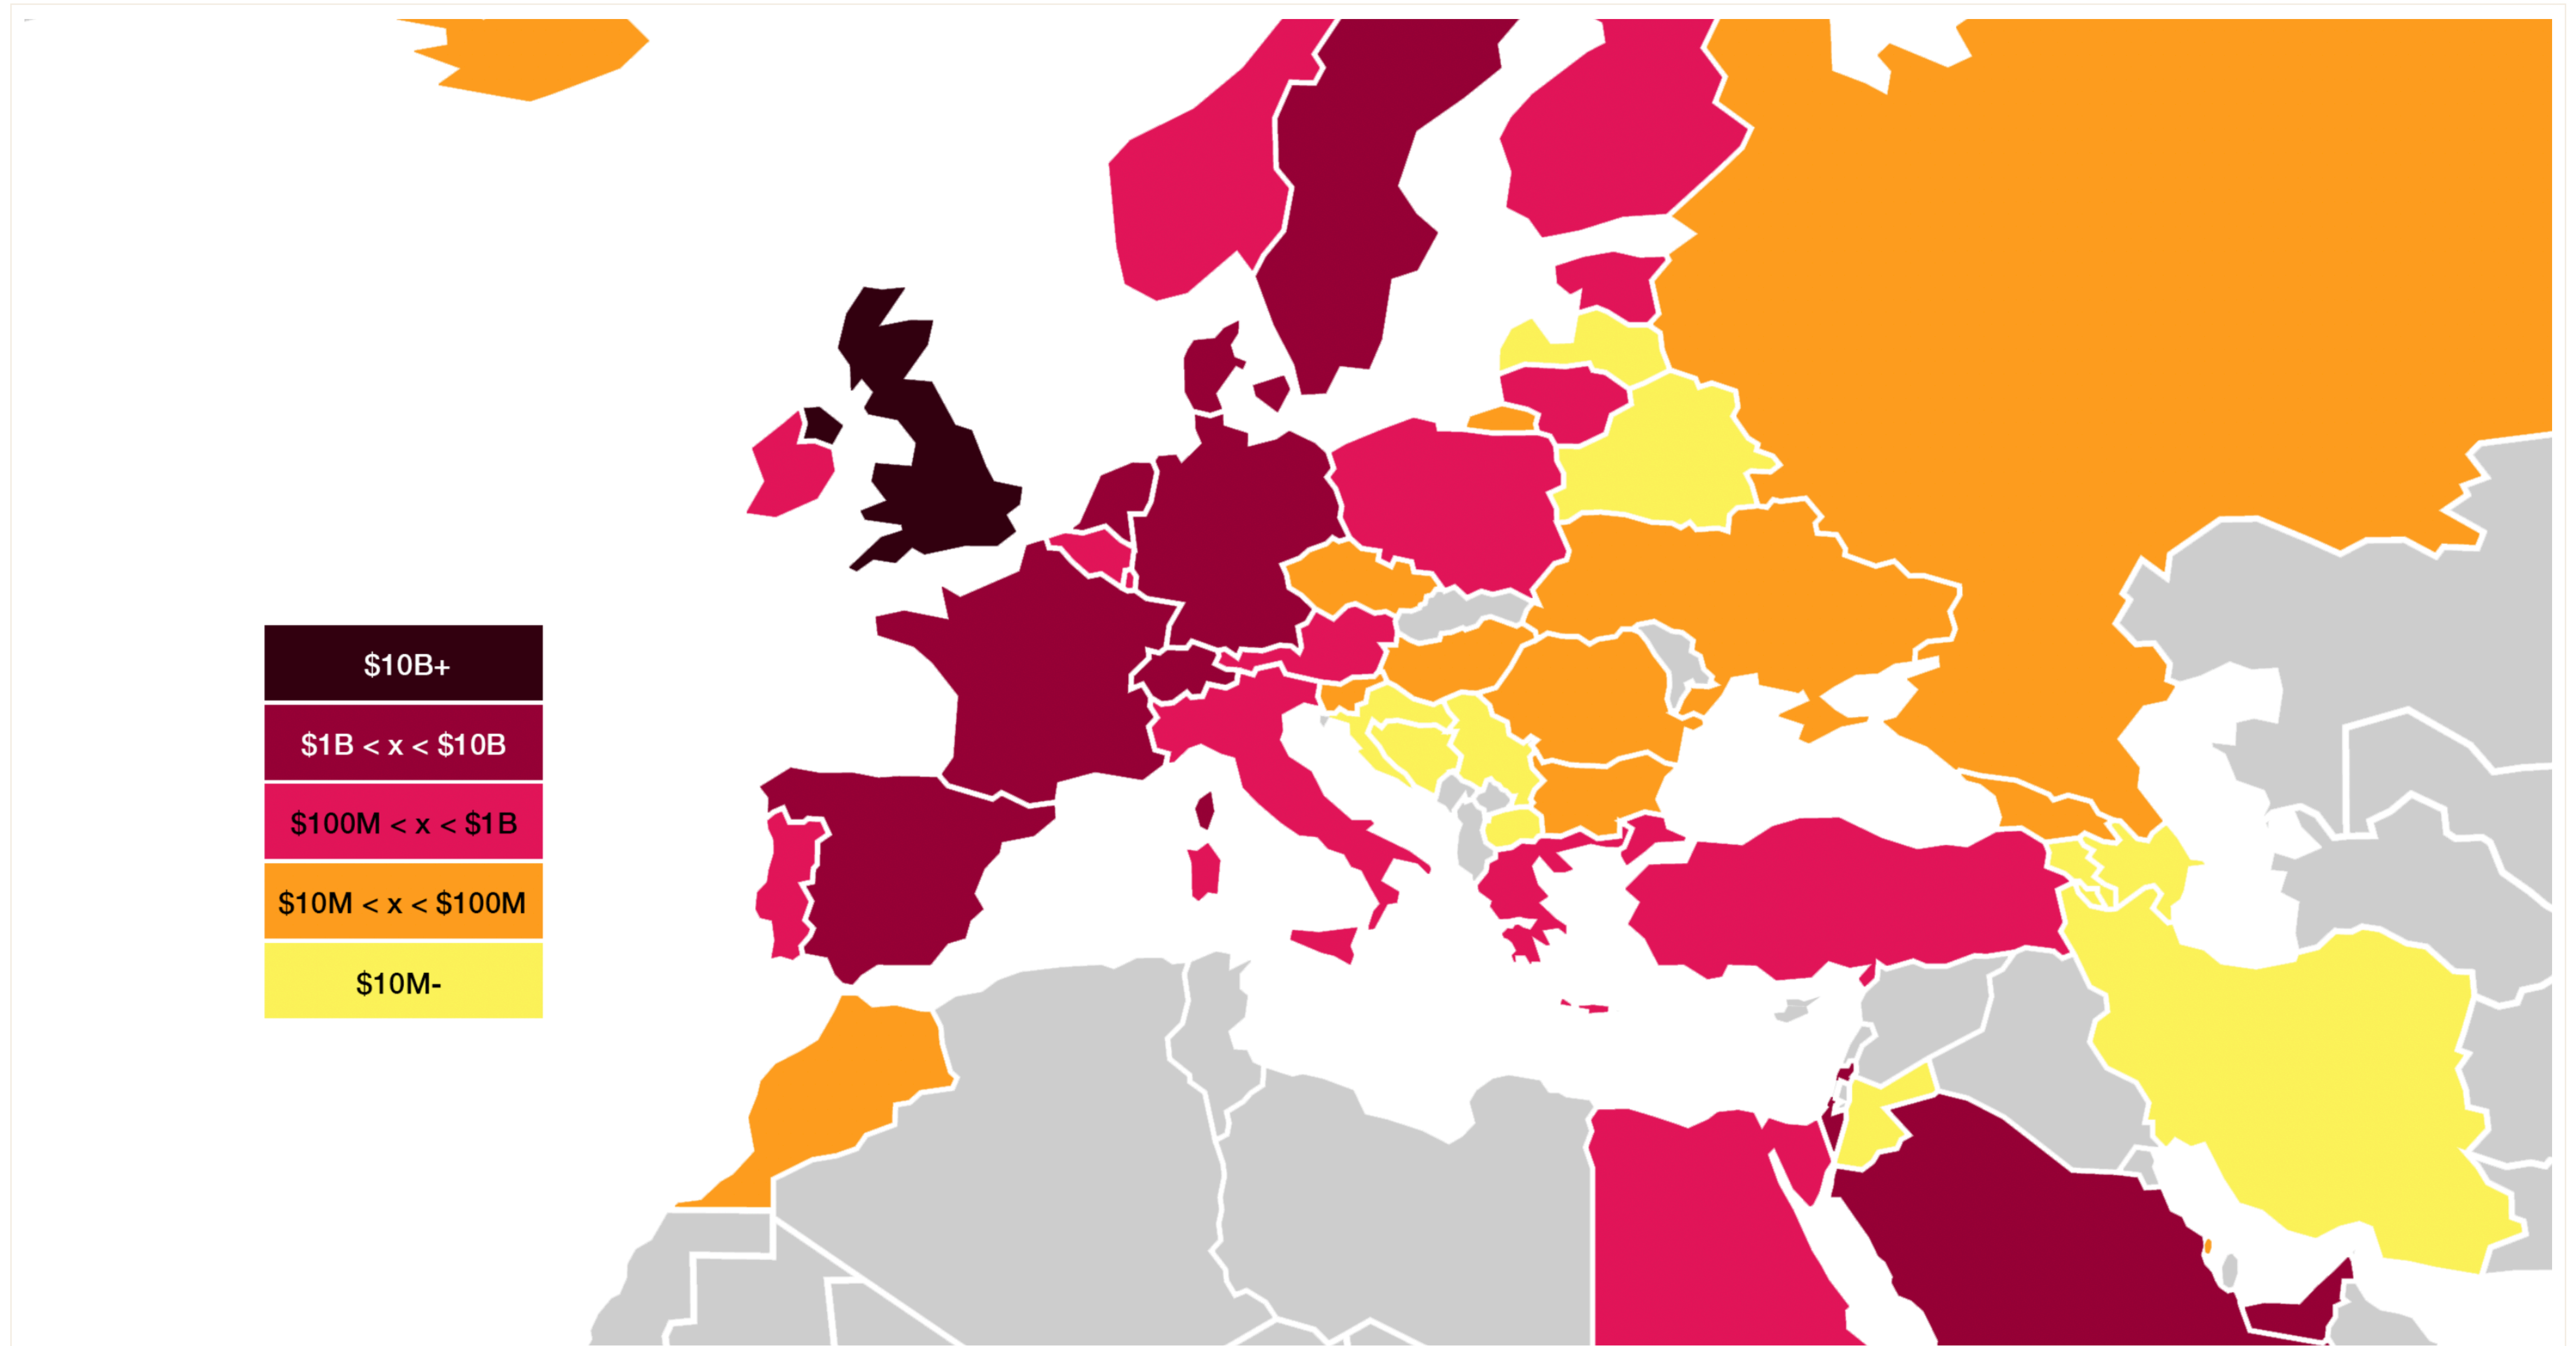 $10B+
$1B < x < $10B
$100M < x < $1B
$10M < x < $100M
$10M-